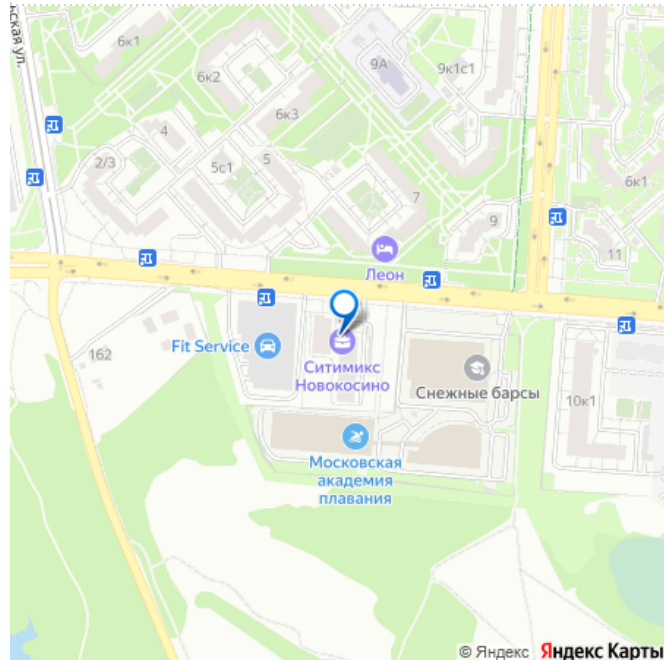 ьская ул.
6к1
6к2
9А
9к1с1
6к3
4
2/3
5с1
5
7
6к1
9
11
Леон
Fit Service
162
Ситимикс
Новокосино
Снежные барсы
10к1
Московская
академия
плавания
© Яндекс Яндекс Карты